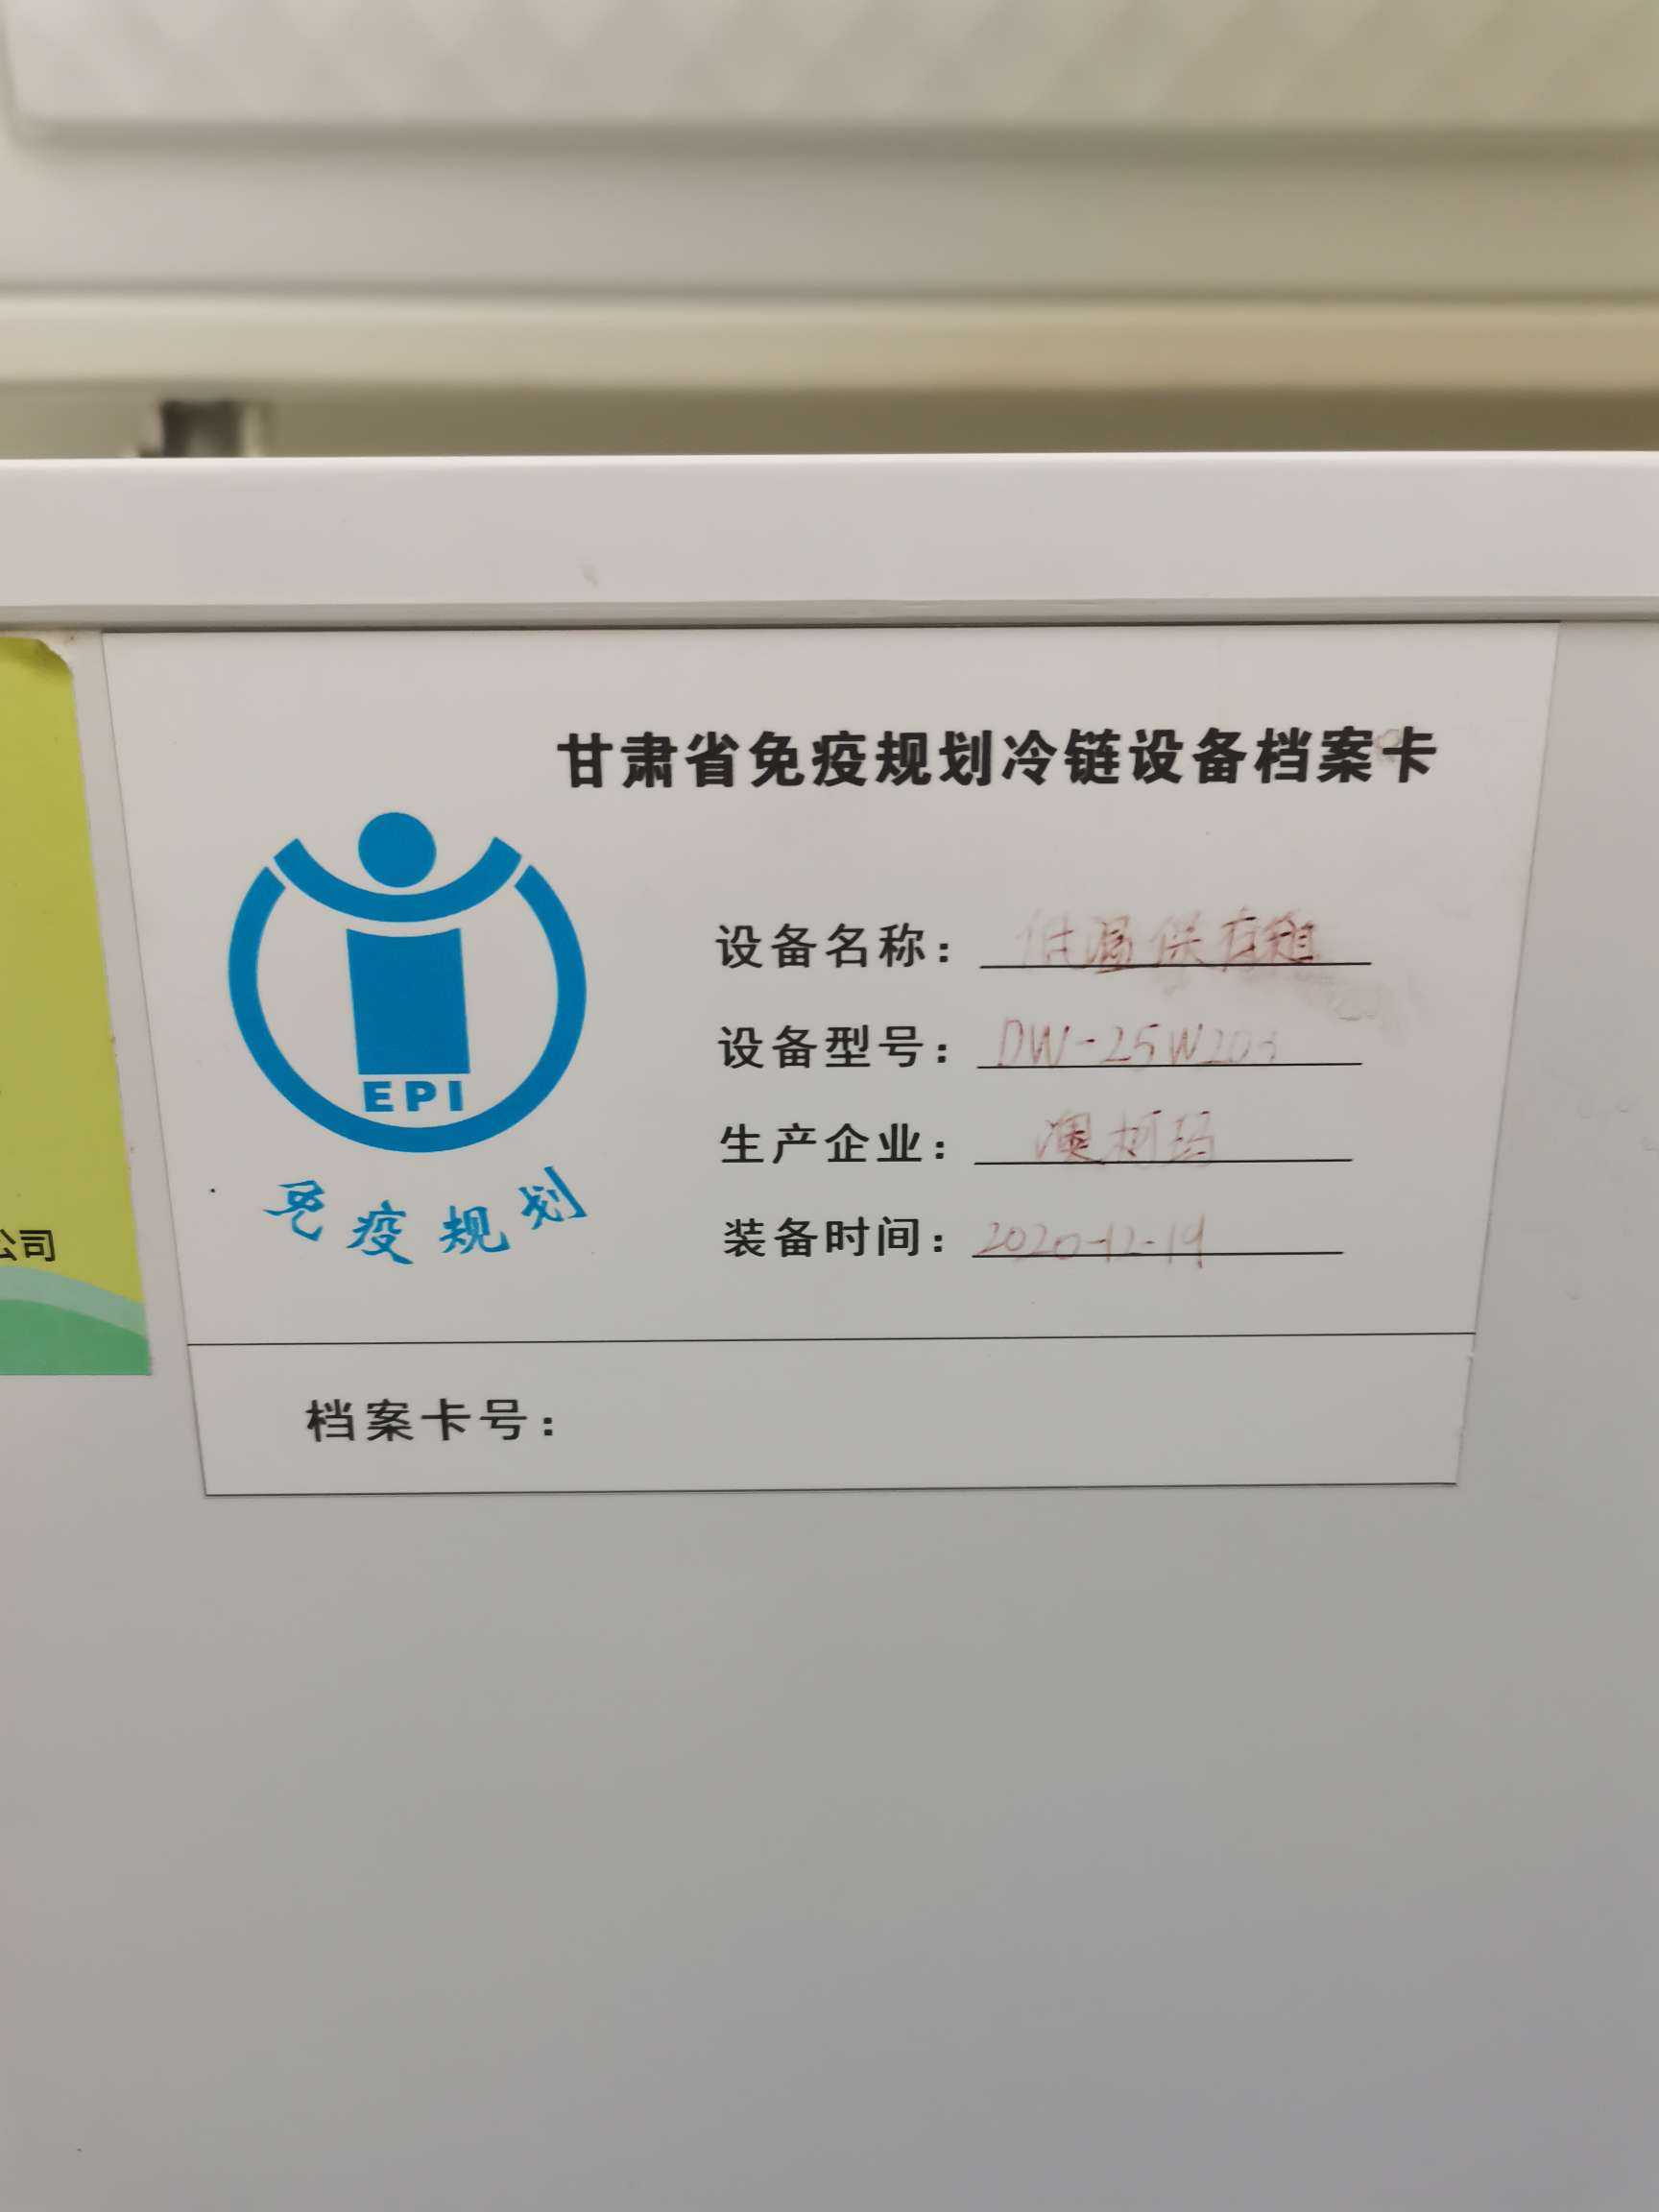 甘肃省免疫规划冷链设备档案卡
设备名称：低温保存箱
设备型号：DW-25W203
生产企业：澳柯玛
装备时间：2020-12-19
EPI
免疫规划
公司
档案卡号：